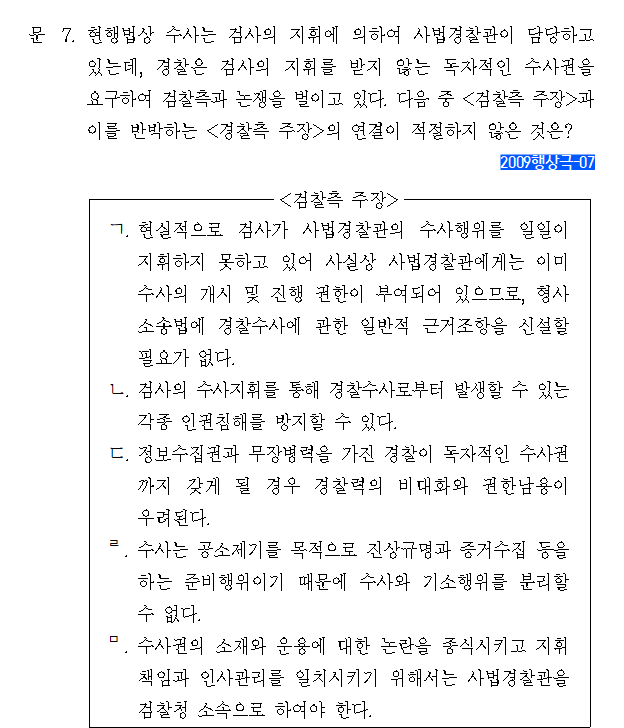 문 7. 현행법상 수사는 검사의 지휘에 의하여 사법경찰관이 담당하고
있는데, 경찰은 검사의 지휘를 받지 않는 독자적인 수사권을
요구하여 검찰측과 논쟁을 벌이고 있다. 다음 중 <검찰측 주장>과
이를 반박하는 <경찰측 주장>의 연결이 적절하지 않은 것은?
2009행상극-07
<검찰측 주장>
ㄱ. 현실적으로 검사가 사법경찰관의 수사행위를 일일이
지휘하지 못하고 있어 사실상 사법경찰관에게는 이미
수사의 개시 및 진행 권한이 부여되어 있으므로, 형사
소송법에 경찰수사에 관한 일반적 근거조항을 신설할
필요가 없다.
ㄴ. 검사의 수사지휘를 통해 경찰수사로부터 발생할 수 있는
각종 인권침해를 방지할 수 있다.
ㄷ. 정보수집권과 무장병력을 가진 경찰이 독자적인 수사권
까지 갖게 될 경우 경찰력의 비대화와 권한남용이
우려된다.
ㄹ. 수사는 공소제기를 목적으로 진상규명과 증거수집 등을
하는 준비행위이기 때문에 수사와 기소행위를 분리할
수 없다.
ㅁ. 수사권의 소재와 운용에 대한 논란을 종식시키고 지휘
책임과 인사관리를 일치시키기 위해서는 사법경찰관을
검찰청 소속으로 하여야 한다.